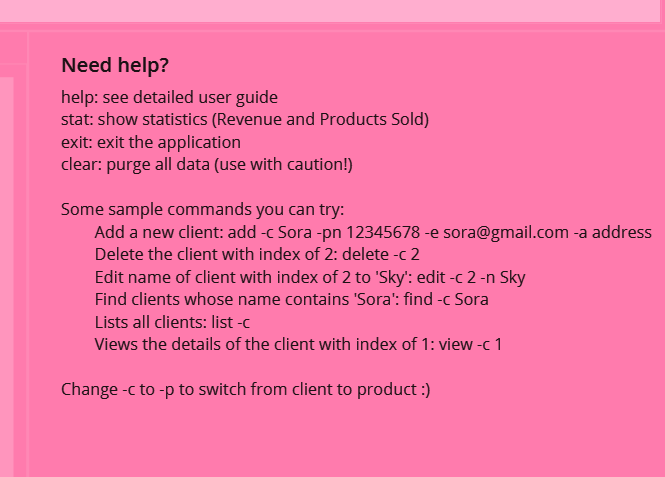 Need help?
help: see detailed user guide
stat: show statistics (Revenue and Products Sold)
exit: exit the application
clear: purge all data (use with caution!)
Some sample commands you can try:
Add a new client: add -c Sora -pn 12345678 -e sora@gmail.com -a address
Delete the client with index of 2: delete -c 2
Edit name of client with index of 2 to 'Sky': edit -c 2 -n Sky
Find clients whose name contains 'Sora': find -c Sora
Lists all clients: list -c
Views the details of the client with index of 1: view -c 1
Change -c to -p to switch from client to product :)